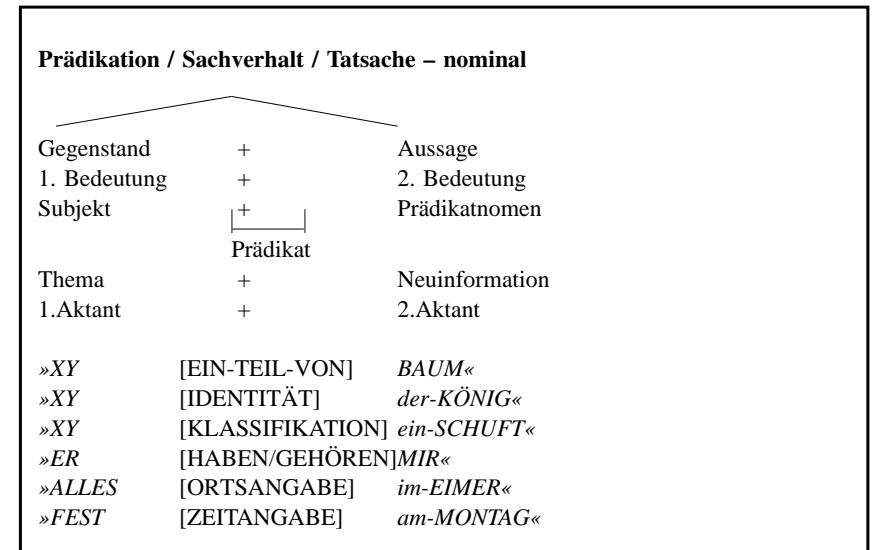 Prädikation / Sachverhalt / Tatsache – nominal
Gegenstand + Aussage
1. Bedeutung + 2. Bedeutung
Subjekt + Prädikatnomen
Prädikat
Thema + Neuinformation
1.Aktant + 2.Aktant
»XY [EIN-TEIL-VON] BAUM«
»XY [IDENTITÄT] der-KÖNIG«
»XY [KLASSIFIKATION] ein-SCHUFT«
»ER [HABEN/GEHÖREN]MIR«
»ALLES [ORTSANGABE] im-EIMER«
»FEST [ZEITANGABE] am-MONTAG«